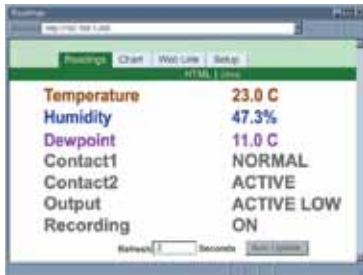 Readings
Readings Chart Web Link Setup
HTML | Java
Temperature 23.0 C
Humidity 47.3%
Dewpoint 11.0 C
Contact1 NORMAL
Contact2 ACTIVE
Output ACTIVE LOW
Recording ON
Refresh Seconds